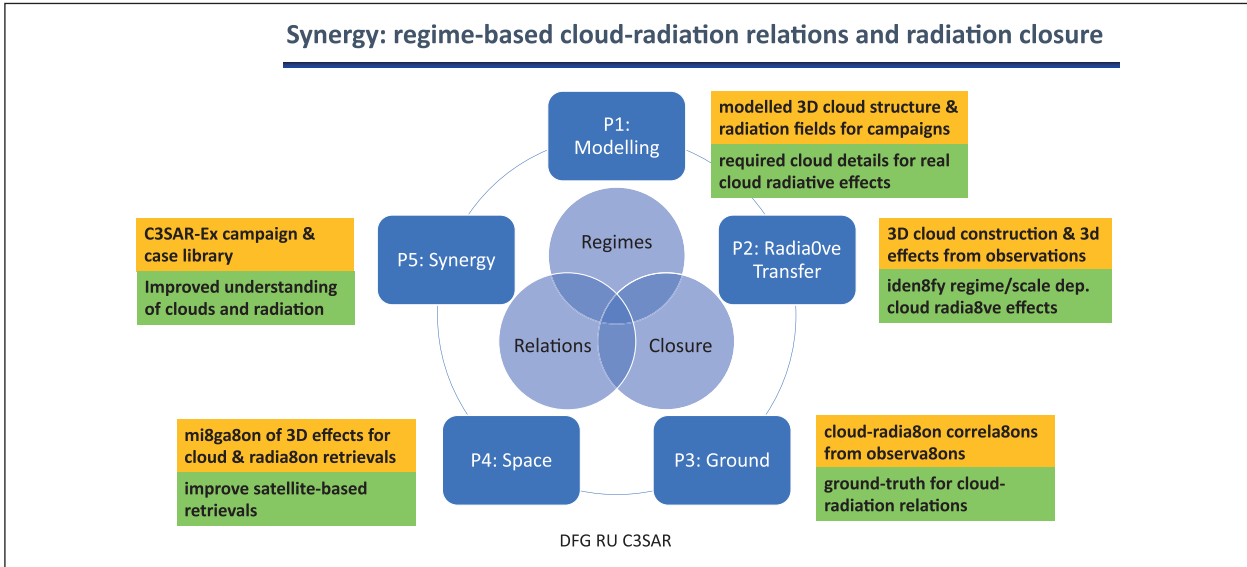 Synergy: regime-based cloud-radiation relations and radiation closure
P1:
Modelling
modelled 3D cloud structure &
radiation fields for campaigns
required cloud details for real
cloud radiative effects
P2: Radia0ve
Transfer
3D cloud construction & 3d
effects from observations
iden8fy regime/scale dep.
cloud radia8ve effects
P3: Ground
cloud-radia8on correla8ons
from observa8ons
ground-truth for cloud-
radiation relations
P4: Space
mi8ga8on of 3D effects for
cloud & radia8on retrievals
improve satellite-based
retrievals
P5: Synergy
C3SAR-Ex campaign &
case library
Improved understanding
of clouds and radiation
Regimes
Relations
Closure
DFG RU C3SAR